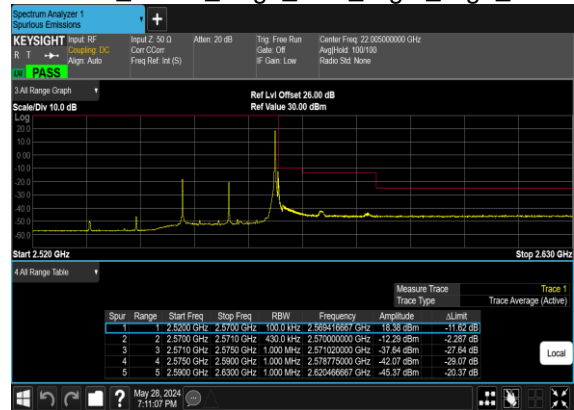 Spectrum Analyzer 1
Spurious Emissions
+
KEYSIGHT
R T
Input: RF
Coupling: DC
Align: Auto
Input Z: 50 Ω
Corr CCorr
Freq Ref: Int (S)
Atten: 20 dB
Trig: Free Run
Gate: Off
IF Gain: Low
Center Freq: 22.005000000 GHz
Avg|Hold: 100/100
Radio Std: None
PASS
3 All Range Graph
Ref Lvl Offset 26.00 dB
Scale/Div 10.0 dB
Ref Value 30.00 dBm
Log
20.0
10.0
0.00
-10.0
-20.0
-30.0
-40.0
-50.0
-60.0
Start 2.520 GHz
Stop 2.630 GHz
4 All Range Table
Measure Trace Trace 1
Trace Type Trace Average (Active)
Spur Range Start Freq Stop Freq RBW Frequency Amplitude ΔLimit
1 1 2.5200 GHz 2.5700 GHz 100.0 kHz 2.569416667 GHz 18.38 dBm -11.62 dB
2 2 2.5700 GHz 2.5710 GHz 430.0 kHz 2.570000000 GHz -12.29 dBm -2.287 dB
3 3 2.5710 GHz 2.5750 GHz 1.000 MHz 2.571020000 GHz -37.64 dBm -27.64 dB
4 4 2.5750 GHz 2.5900 GHz 1.000 MHz 2.578775000 GHz -42.07 dBm -29.07 dB
5 5 2.5900 GHz 2.6300 GHz 1.000 MHz 2.620466667 GHz -45.37 dBm -20.37 dB
Local
?
May 28, 2024
7:11:07 PM